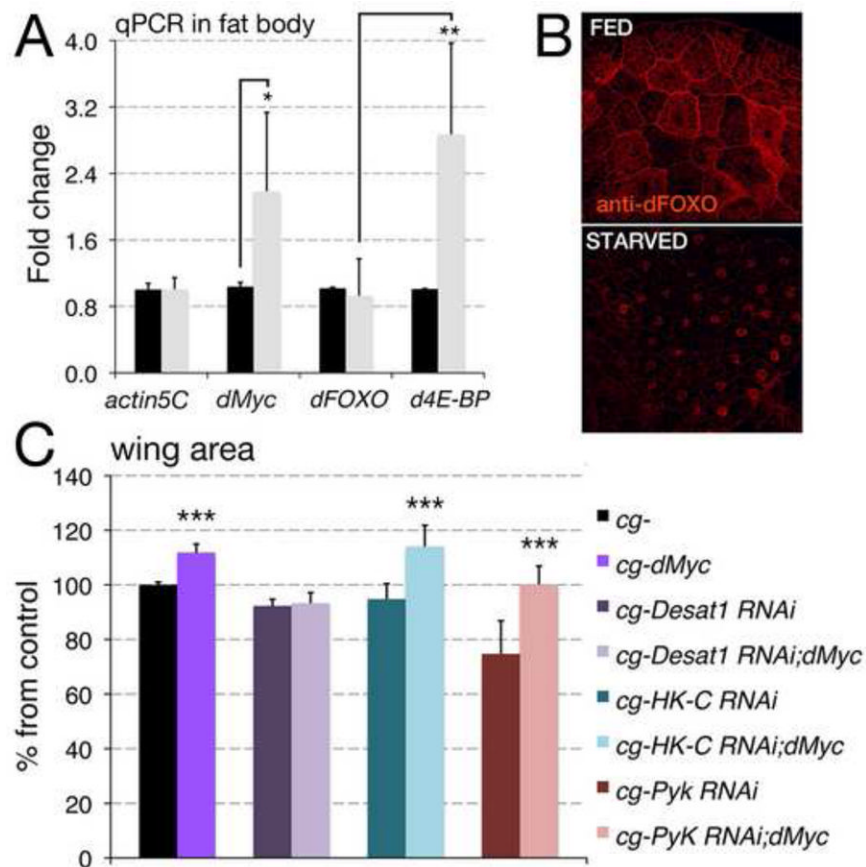 A
qPCR in fat body
Fold change
4.0
3.2
2.4
1.6
0.8
0.0
*
**
actin5C dMyc dFOXO d4E-BP
B
FED
anti-dFOXO
STARVED
C
wing area
% from control
140
120
100
80
60
40
20
0
***
***
***
cg-
cg-dMyc
cg-Desat1 RNAi
cg-Desat1 RNAi;dMyc
cg-HK-C RNAi
cg-HK-C RNAi;dMyc
cg-Pyk RNAi
cg-PyK RNAi;dMyc